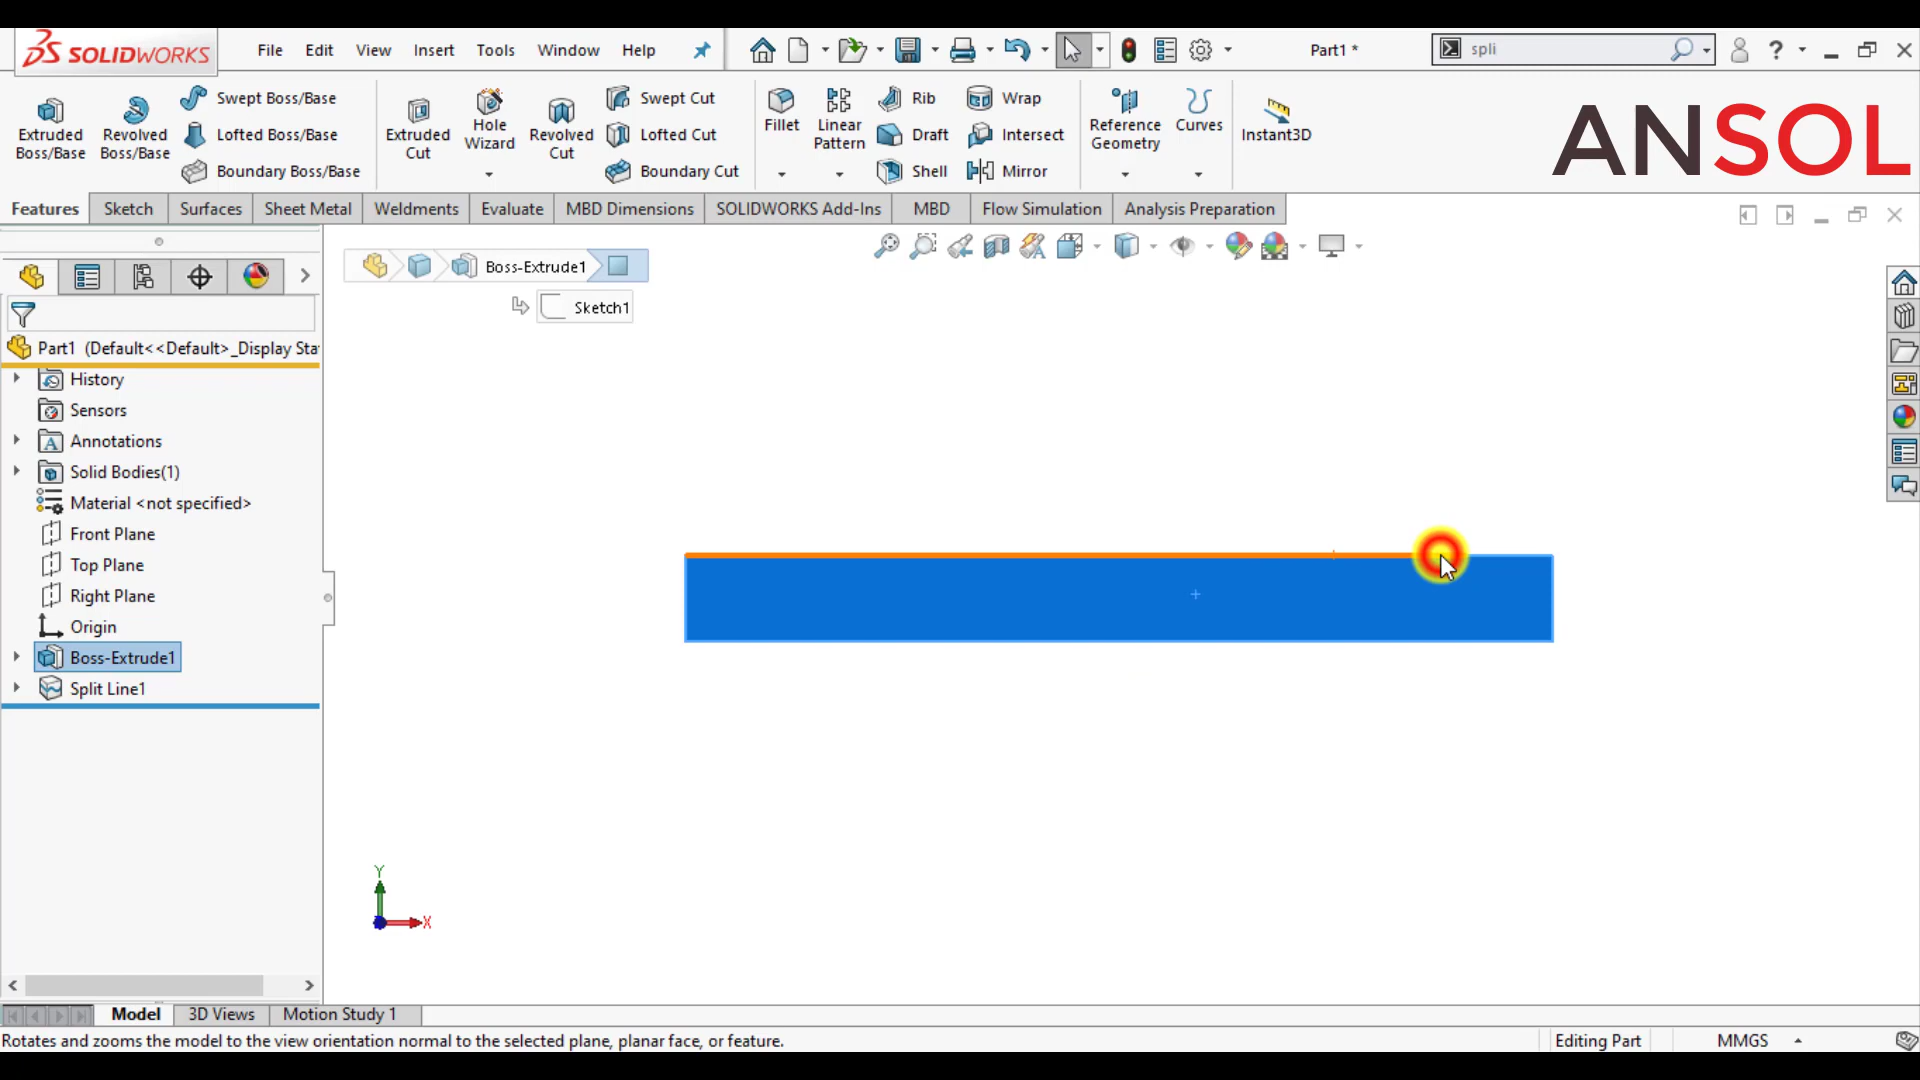 SOLIDWORKS File Edit View Insert Tools Window Help Part1 * spli ?
Extruded Boss/Base
Revolved Boss/Base
Swept Boss/Base
Lofted Boss/Base
Boundary Boss/Base
Extruded Cut
Hole Wizard
Revolved Cut
Swept Cut
Lofted Cut
Boundary Cut
Fillet
Linear Pattern
Rib
Draft
Shell
Wrap
Intersect
Mirror
Reference Geometry
Curves
Instant3D
ANSOL
Features Sketch Surfaces Sheet Metal Weldments Evaluate MBD Dimensions SOLIDWORKS Add-Ins MBD Flow Simulation Analysis Preparation
Boss-Extrude1
Sketch1
Part1 (Default<<Default>_Display Sta
History
Sensors
Annotations
Solid Bodies(1)
Material <not specified>
Front Plane
Top Plane
Right Plane
Origin
Boss-Extrude1
Split Line1
Y
X
Model 3D Views Motion Study 1
Rotates and zooms the model to the view orientation normal to the selected plane, planar face, or feature. Editing Part MMGS